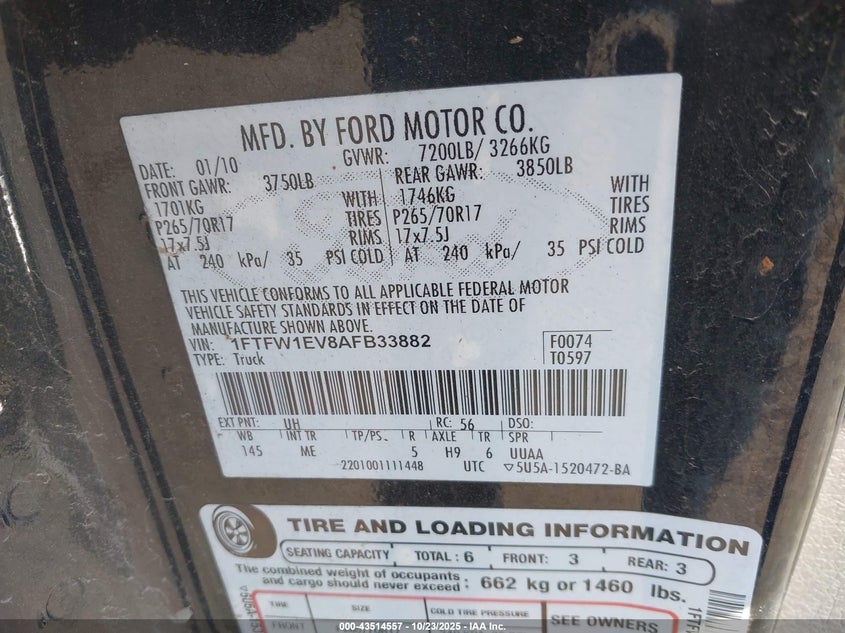 MFD. BY FORD MOTOR CO.
DATE: 01/10 GVWR: 7200LB/ 3266KG
FRONT GAWR: 3750LB REAR GAWR: 3850LB
1701KG WITH 1746KG WITH
P265/70R17 TIRES P265/70R17 TIRES
17x7.5J RIMS 17x7.5J RIMS
AT 240 kPa/ 35 PSI COLD AT 240 kPa/ 35 PSI COLD
THIS VEHICLE CONFORMS TO ALL APPLICABLE FEDERAL MOTOR
VEHICLE SAFETY STANDARDS IN EFFECT ON THE DATE OF
MANUFACTURE SHOWN ABOVE.
VIN: 1FTFW1EV8AFB33882 F0074
TYPE: Truck T0597
EXT PNT: UH RC: 56 DSO:
WB INT TR TP/PS R AXLE TR SPR
145 ME 5 H9 6 UUAA
2201001111448 UTC ▽5U5A-1520472-BA
TIRE AND LOADING INFORMATION
SEATING CAPACITY TOTAL : 6 FRONT: 3 REAR: 3
The combined weight of occupants
and cargo should never exceed : 662 kg or 1460 lbs.
TIRE SIZE COLD TIRE PRESSURE SEE OWNERS
FRONT
000-43514557 - 10/23/2025 - IAA Inc.